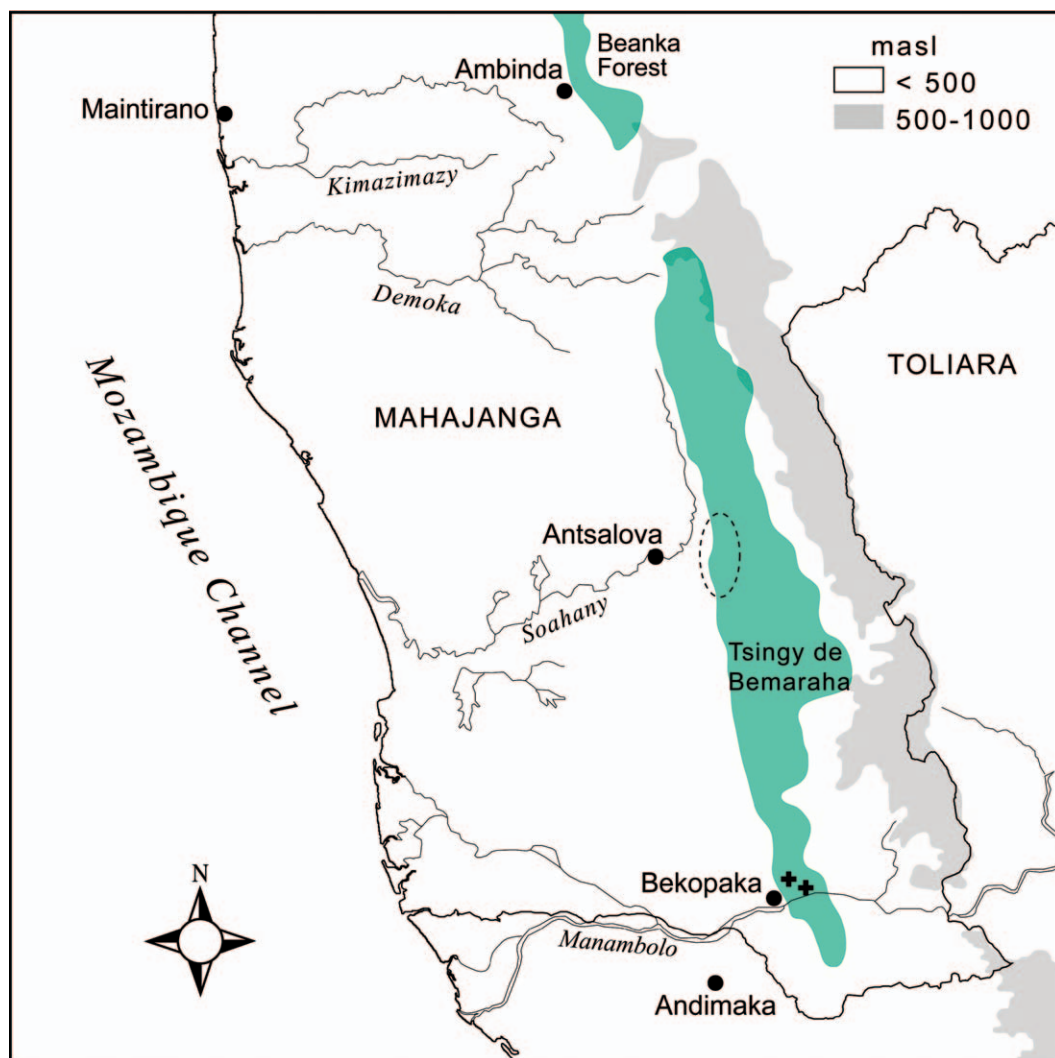 Beanka
Forest
masl
< 500
500-1000
Ambinda
Maintirano
Kimazimazy
Demoka
TOLIARA
MAHAJANGA
Mozambique Channel
Antsalova
Soahany
Tsingy de
Bemaraha
Bekopaka
N
Manambolo
Andimaka